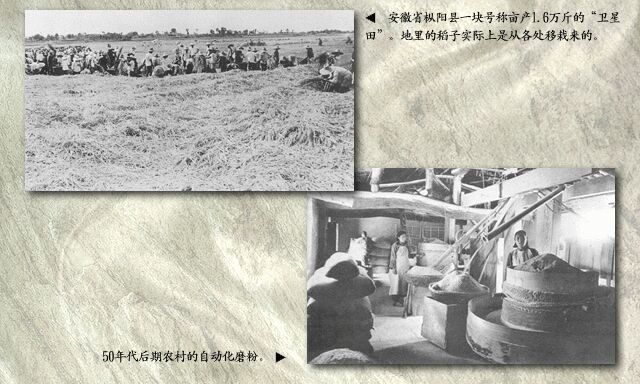 ◀ 安徽省枞阳县一块号称亩产1.6万斤的“卫星
田”。地里的稻子实际上是从各处移栽来的。
50年代后期农村的自动化磨粉。 ▶